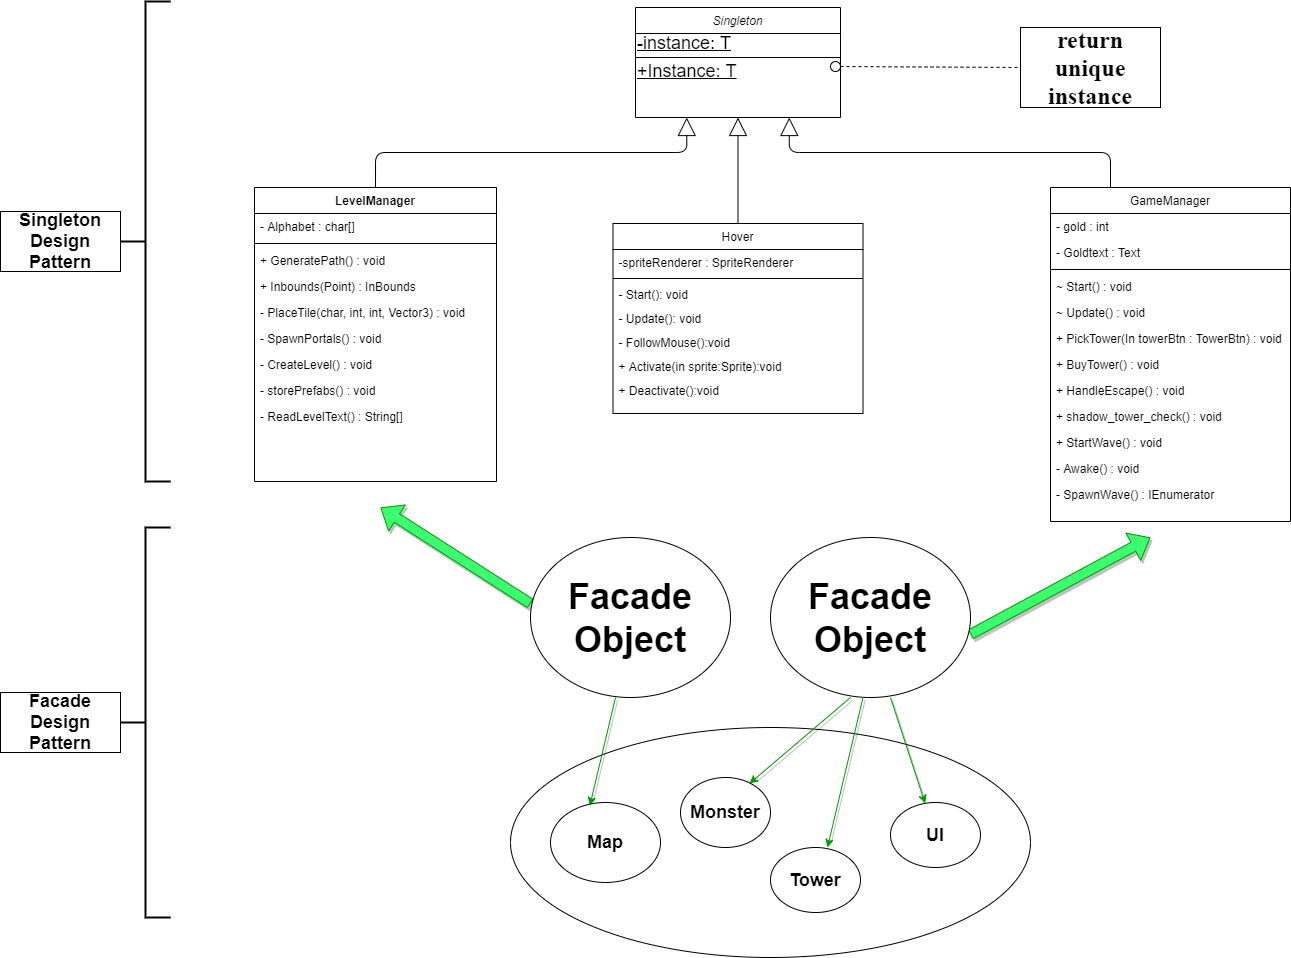 Singleton
-instance: T
+Instance: T
return
unique
instance
Singleton
Design
Pattern
LevelManager
- Alphabet : char[]
+ GeneratePath() : void
+ Inbounds(Point) : InBounds
- PlaceTile(char, int, int, Vector3) : void
- SpawnPortals() : void
- CreateLevel() : void
- storePrefabs() : void
- ReadLevelText() : String[]
Hover
-spriteRenderer : SpriteRenderer
- Start(): void
- Update(): void
- FollowMouse():void
+ Activate(in sprite:Sprite):void
+ Deactivate():void
GameManager
- gold : int
- Goldtext : Text
~ Start() : void
~ Update() : void
+ PickTower(In towerBtn : TowerBtn) : void
+ BuyTower() : void
+ HandleEscape() : void
+ shadow_tower_check() : void
+ StartWave() : void
- Awake() : void
- SpawnWave() : IEnumerator
Facade
Design
Pattern
Facade
Object
Facade
Object
Map
Monster
Tower
UI